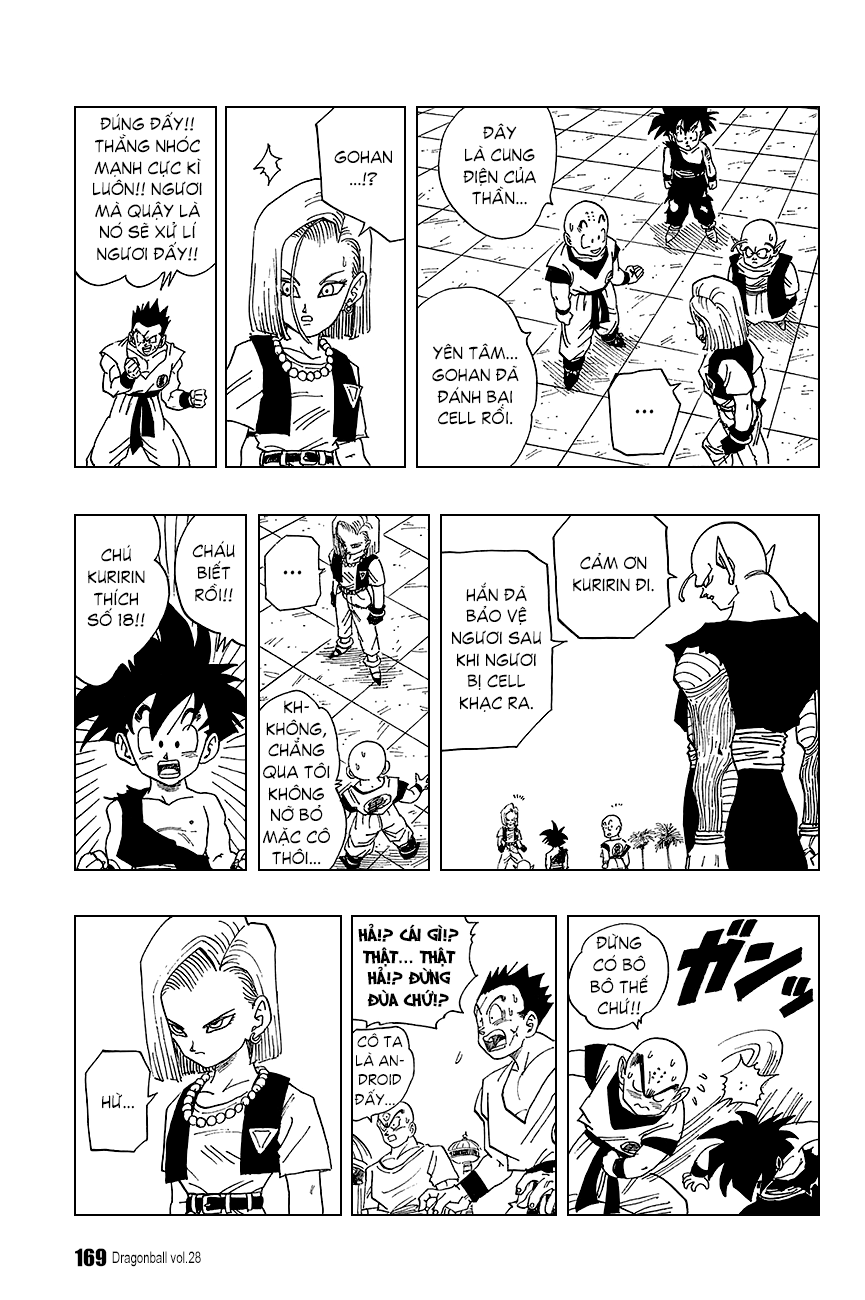 ĐÂY
LÀ CUNG
ĐIỆN CỦA
THẦN...
YÊN TÂM...
GOHAN ĐÃ
ĐÁNH BẠI
CELL RỒI.
...
GOHAN
...!?
ĐÚNG ĐẤY!!
THẰNG NHÓC
MẠNH CỰC KÌ
LUÔN!! NGƯƠI
MÀ QUẬY LÀ
NÓ SẼ XỬ LÍ
NGƯƠI ĐẤY!!
CẢM ƠN
KURIRIN ĐI.
HẮN ĐÃ
BẢO VỆ
NGƯƠI SAU
KHI NGƯƠI
BỊ CELL
KHẠC RA.
...
KH-
KHÔNG,
CHẲNG
QUA TÔI
KHÔNG
NỠ BỎ
MẶC CÔ
THÔI...
CHÁU
BIẾT
RỒI!!
CHÚ
KURIRIN
THÍCH
SỐ 18!!
ガンッ
ĐỪNG
CÓ BÔ
BÔ THẾ
CHỨ!!
HẢ!? CÁI GÌ!?
THẬT... THẬT
HẢ!? ĐỪNG
ĐÙA CHỨ!?
CÔ TA
LÀ AN-
DROID
ĐẤY...
HỪ...
169 Dragonball vol.28